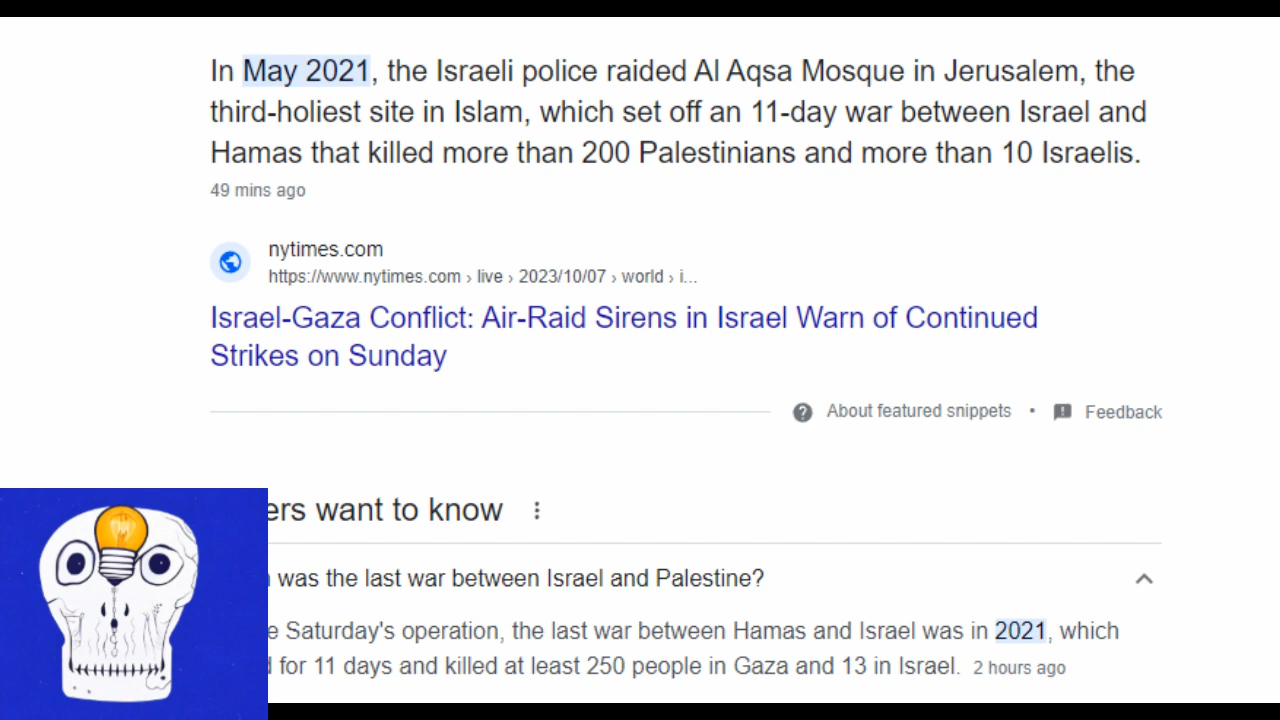 In May 2021, the Israeli police raided Al Aqsa Mosque in Jerusalem, the
third-holiest site in Islam, which set off an 11-day war between Israel and
Hamas that killed more than 200 Palestinians and more than 10 Israelis.
49 mins ago
nytimes.com
https://www.nytimes.com › live › 2023/10/07 › world › i...
Israel-Gaza Conflict: Air-Raid Sirens in Israel Warn of Continued
Strikes on Sunday
About featured snippets • Feedback
want to know
was the last war between Israel and Palestine?
Saturday's operation, the last war between Hamas and Israel was in 2021, which
for 11 days and killed at least 250 people in Gaza and 13 in Israel. 2 hours ago